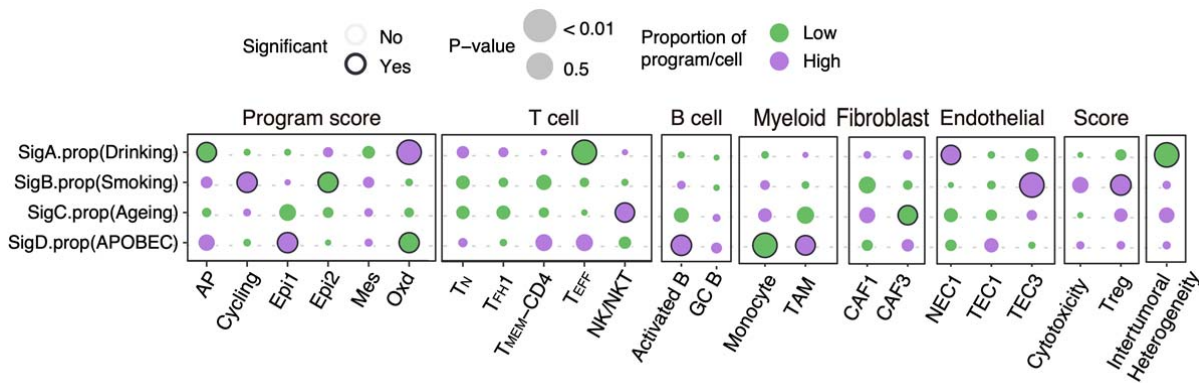 Significant
No
Yes
P-value
< 0.01
0.5
Proportion of
program/cell
Low
High
Program score
T cell
B cell
Myeloid
Fibroblast
Endothelial
Score
SigA.prop(Drinking)
SigB.prop(Smoking)
SigC.prop(Ageing)
SigD.prop(APOBEC)
AP
Cycling
Epi1
Epi2
Mes
Oxd
TN
TFH1
TMEM-CD4
TEFF
NK/NKT
Activated B
GC B
Monocyte
TAM
CAF1
CAF3
NEC1
TEC1
TEC3
Cytotoxicity
Treg
Intertumoral
Heterogeneity